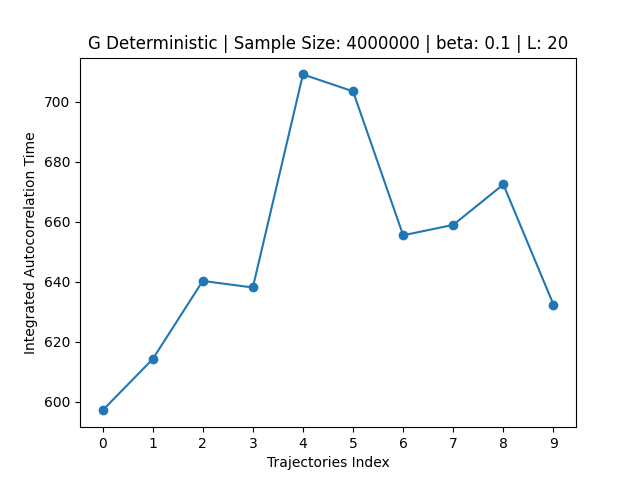 G Deterministic | Sample Size: 4000000 | beta: 0.1 | L: 20
700
680
660
640
620
600
Integrated Autocorrelation Time
0 1 2 3 4 5 6 7 8 9
Trajectories Index